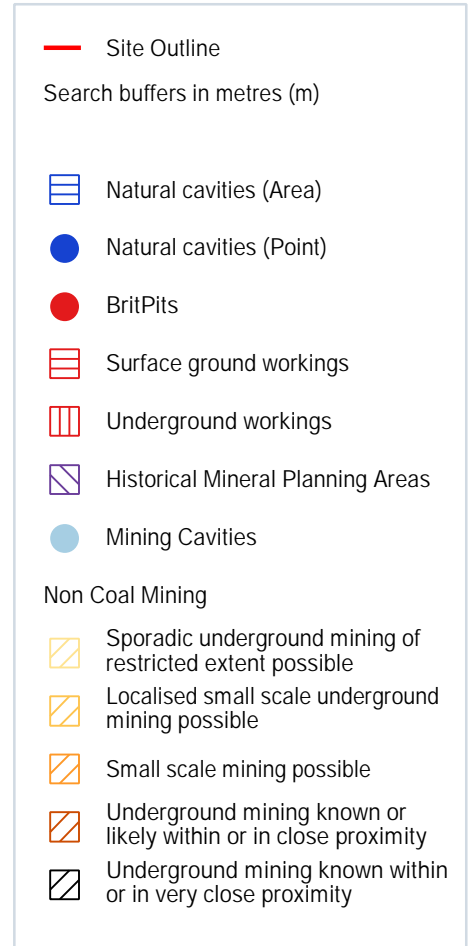 Site Outline
Search buffers in metres (m)
Natural cavities (Area)
Natural cavities (Point)
BritPits
Surface ground workings
Underground workings
Historical Mineral Planning Areas
Mining Cavities
Non Coal Mining
Sporadic underground mining of
restricted extent possible
Localised small scale underground
mining possible
Small scale mining possible
Underground mining known or
likely within or in close proximity
Underground mining known within
or in very close proximity